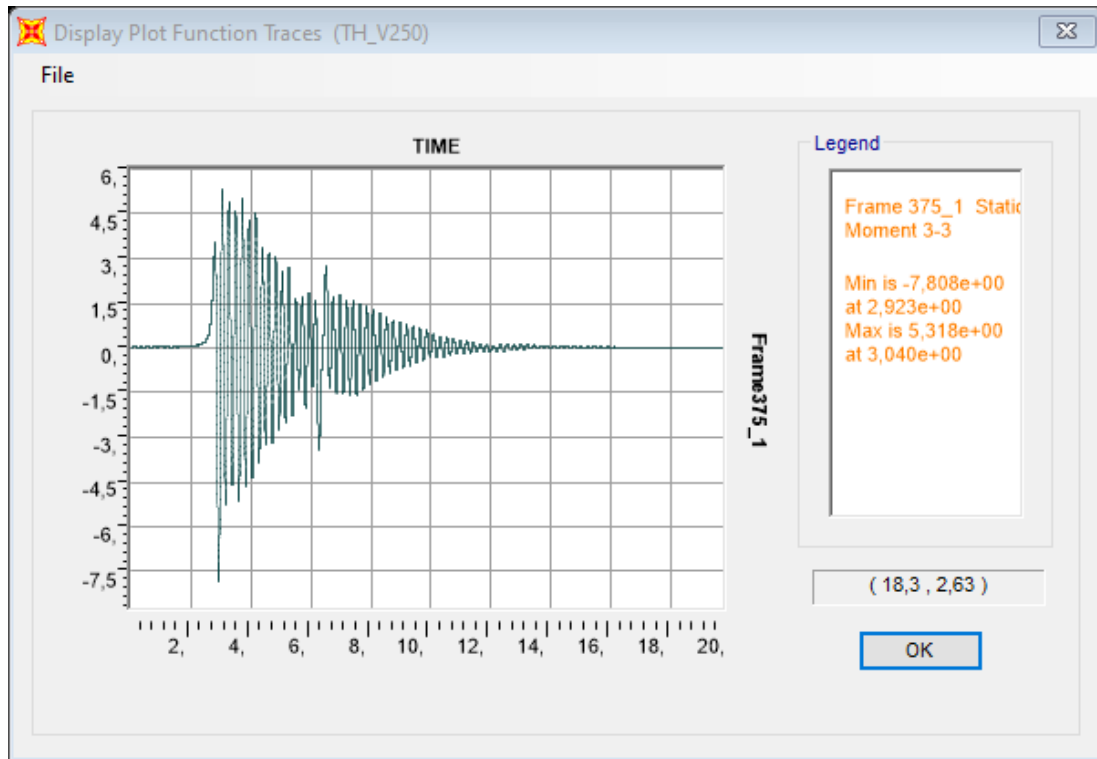 Display Plot Function Traces (TH_V250)
File
TIME
6,
4,5
3,
1,5
0,
-1,5
-3,
-4,5
-6,
-7,5
2, 4, 6, 8, 10, 12, 14, 16, 18, 20,
Frame375_1
Legend
Frame 375_1 Static
Moment 3-3
Min is -7,808e+00
at 2,923e+00
Max is 5,318e+00
at 3,040e+00
( 18,3 , 2,63 )
OK